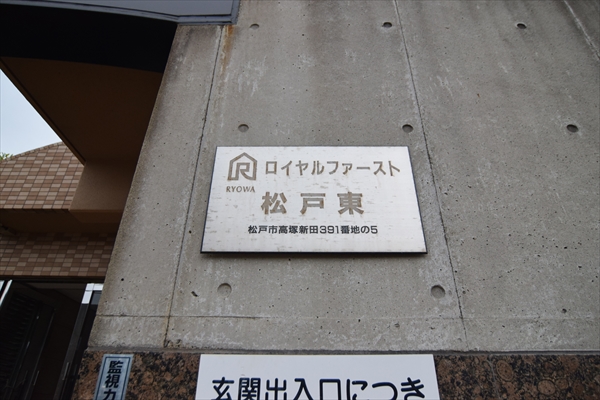 R
RYOWA
ロイヤルファースト
松戸東
松戸市高塚新田391番地の5
監視カ
玄関出入口につき